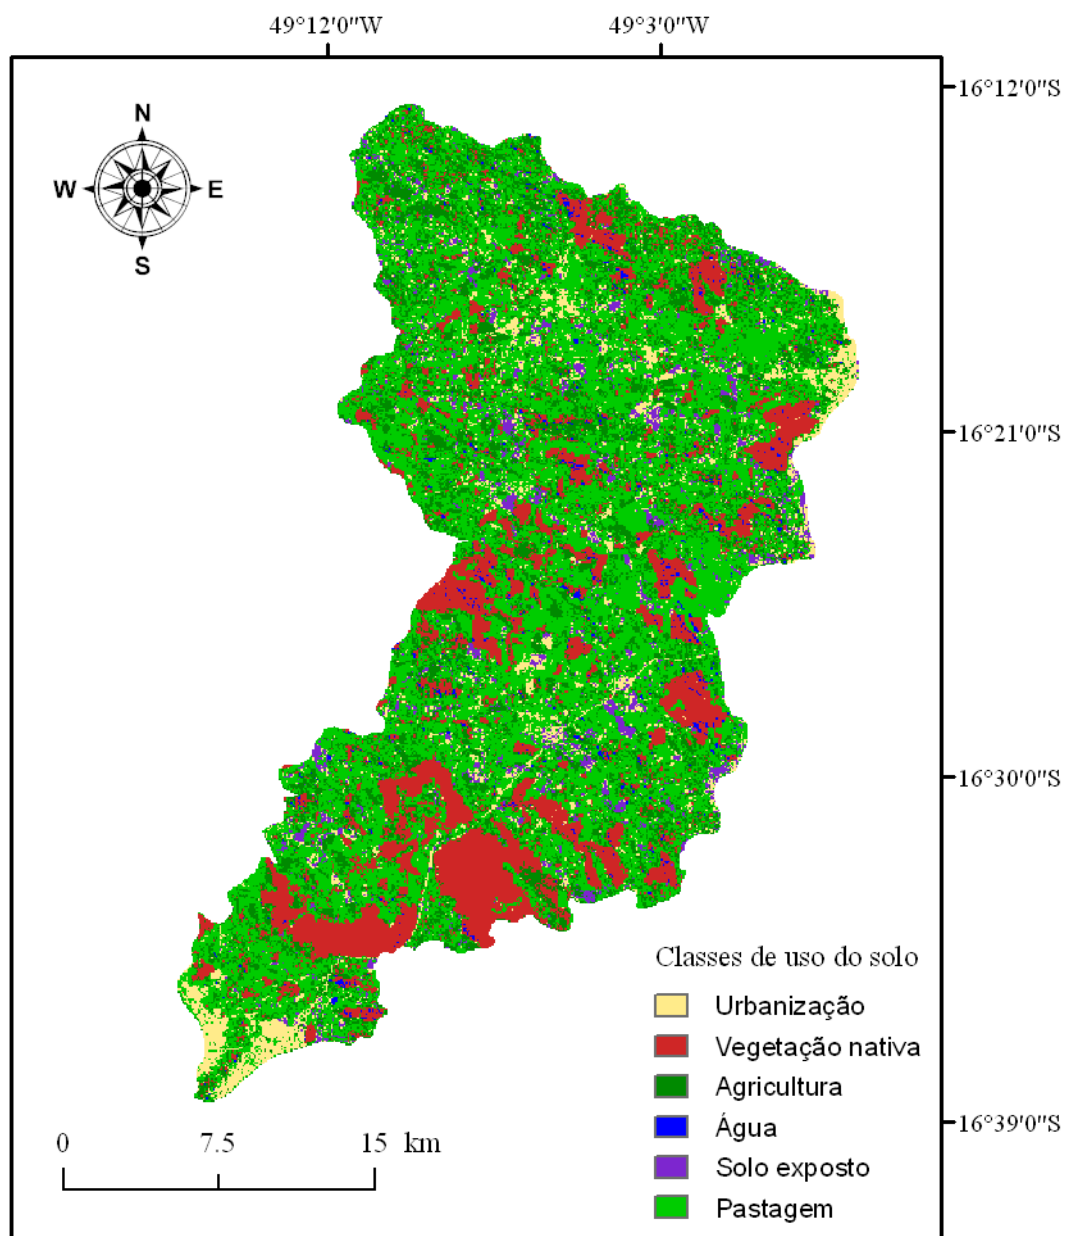 49°12'0"W 49°3'0"W
16°12'0"S
N
W E
S
16°21'0"S
16°30'0"S
Classes de uso do solo
Urbanização
Vegetação nativa
Agricultura
Água
Solo exposto
Pastagem
16°39'0"S
0 7.5 15 km